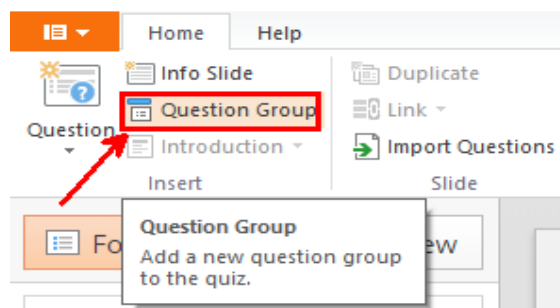 Home Help
Info Slide
Duplicate
Question Group
Link
Question
Introduction
Import Questions
Insert
Slide
Question Group
Add a new question group
to the quiz.